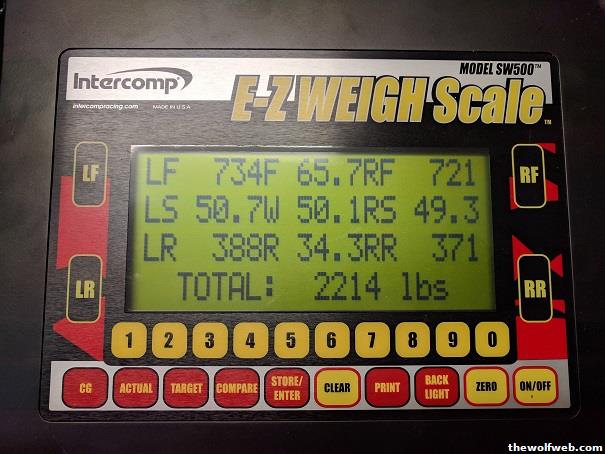 Intercomp
intercompracing.com MADE IN U.S.A
MODEL SW500™
E-Z WEIGH Scale™
LF
LR
RF
RR
LF 734F 65.7RF 721
LS 50.7W 50.1RS 49.3
LR 388R 34.3RR 371
TOTAL: 2214 lbs
1 2 3 4 5 6 7 8 9 0
CG ACTUAL TARGET COMPARE STORE/ENTER CLEAR PRINT BACK LIGHT ZERO ON/OFF
thewolfweb.com